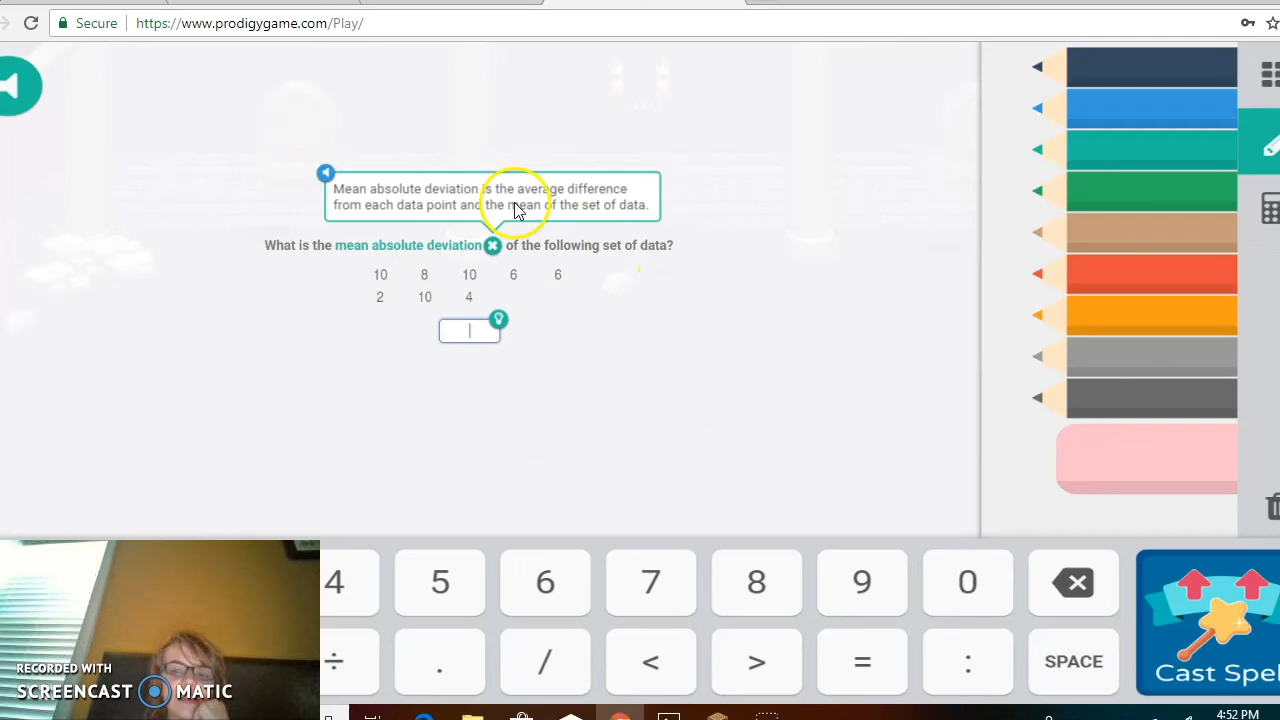 Secure https://www.prodigygame.com/Play/
Mean absolute deviation is the average difference
from each data point and the mean of the set of data.
What is the mean absolute deviation of the following set of data?
10 8 10 6 6
2 10 4
4 5 6 7 8 9 0
÷ . / < > = : SPACE
Cast Spel
RECORDED WITH
SCREENCAST MATIC
4:52 PM